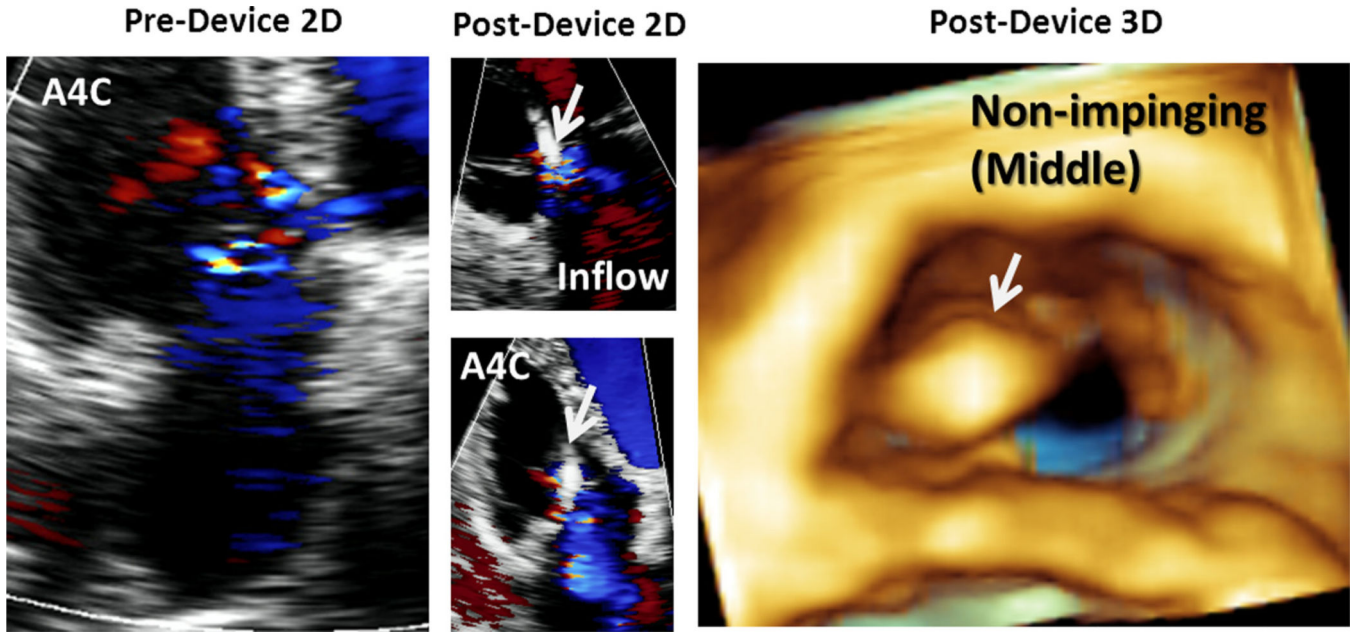 Pre-Device 2D
Post-Device 2D
Post-Device 3D
A4C
Inflow
A4C
Non-impinging
(Middle)